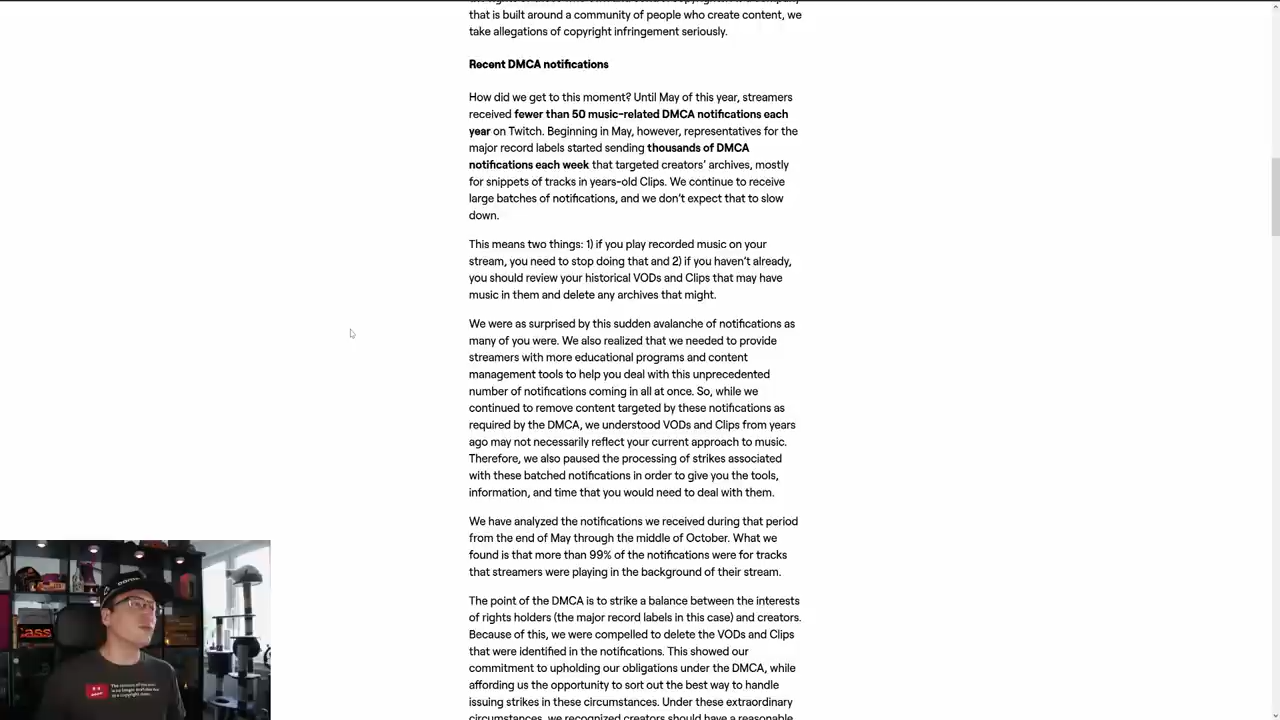 that is built around a community of people who create content, we
take allegations of copyright infringement seriously.
Recent DMCA notifications
How did we get to this moment? Until May of this year, streamers
received fewer than 50 music-related DMCA notifications each
year on Twitch. Beginning in May, however, representatives for the
major record labels started sending thousands of DMCA
notifications each week that targeted creators' archives, mostly
for snippets of tracks in years-old Clips. We continue to receive
large batches of notifications, and we don't expect that to slow
down.
This means two things: 1) if you play recorded music on your
stream, you need to stop doing that and 2) if you haven't already,
you should review your historical VODs and Clips that may have
music in them and delete any archives that might.
We were as surprised by this sudden avalanche of notifications as
many of you were. We also realized that we needed to provide
streamers with more educational programs and content
management tools to help you deal with this unprecedented
number of notifications coming in all at once. So, while we
continued to remove content targeted by these notifications as
required by the DMCA, we understood VODs and Clips from years
ago may not necessarily reflect your current approach to music.
Therefore, we also paused the processing of strikes associated
with these batched notifications in order to give you the tools,
information, and time that you would need to deal with them.
We have analyzed the notifications we received during that period
from the end of May through the middle of October. What we
found is that more than 99% of the notifications were for tracks
that streamers were playing in the background of their stream.
The point of the DMCA is to strike a balance between the interests
of rights holders (the major record labels in this case) and creators.
Because of this, we were compelled to delete the VODs and Clips
that were identified in the notifications. This showed our
commitment to upholding our obligations under the DMCA, while
affording us the opportunity to sort out the best way to handle
issuing strikes in these circumstances. Under these extraordinary
circumstances, we recognized creators should have a reasonable